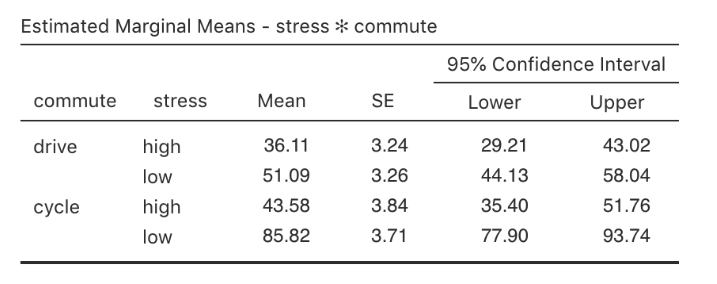 Estimated Marginal Means - stress ✻ commute
95% Confidence Interval
commute stress Mean SE Lower Upper
drive high 36.11 3.24 29.21 43.02
low 51.09 3.26 44.13 58.04
cycle high 43.58 3.84 35.40 51.76
low 85.82 3.71 77.90 93.74